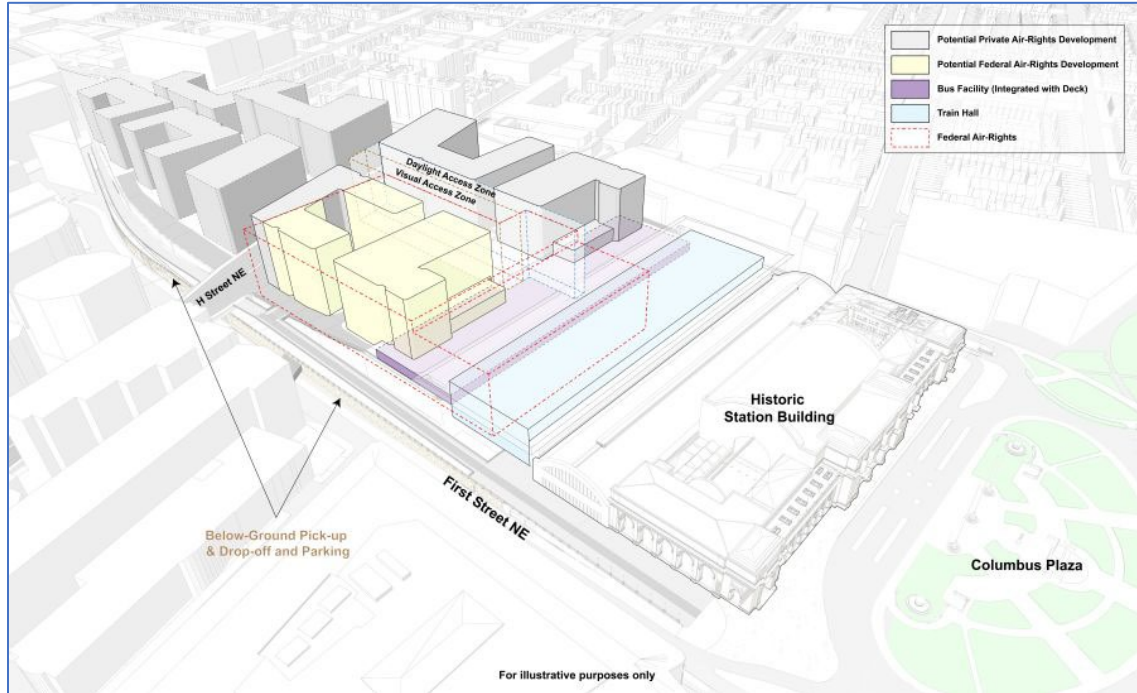 Potential Private Air-Rights Development
Potential Federal Air-Rights Development
Bus Facility (Integrated with Deck)
Train Hall
Federal Air-Rights
Daylight Access Zone
Visual Access Zone
H Street NE
Historic
Station Building
First Street NE
Below-Ground Pick-up
& Drop-off and Parking
Columbus Plaza
For illustrative purposes only